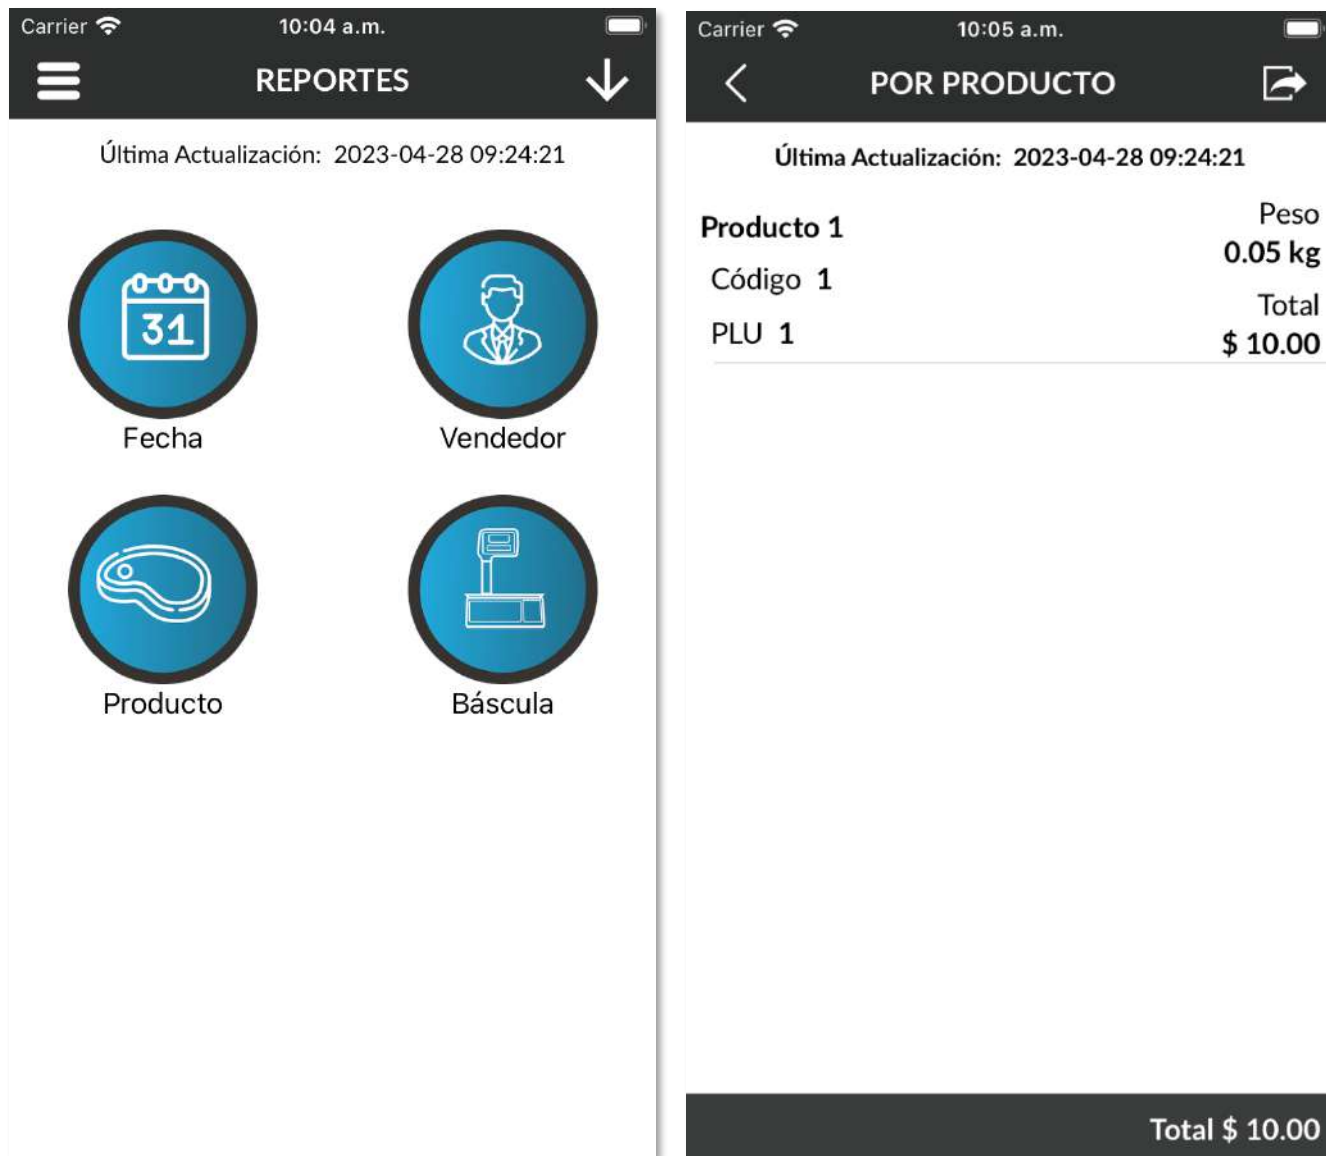 Carrier 10:04 a.m.
REPORTES
Última Actualización: 2023-04-28 09:24:21
31
Fecha Vendedor
Producto Báscula
Carrier 10:05 a.m.
POR PRODUCTO
Última Actualización: 2023-04-28 09:24:21
Producto 1
Peso
0.05 kg
Código 1
Total
PLU 1
$ 10.00
Total $ 10.00